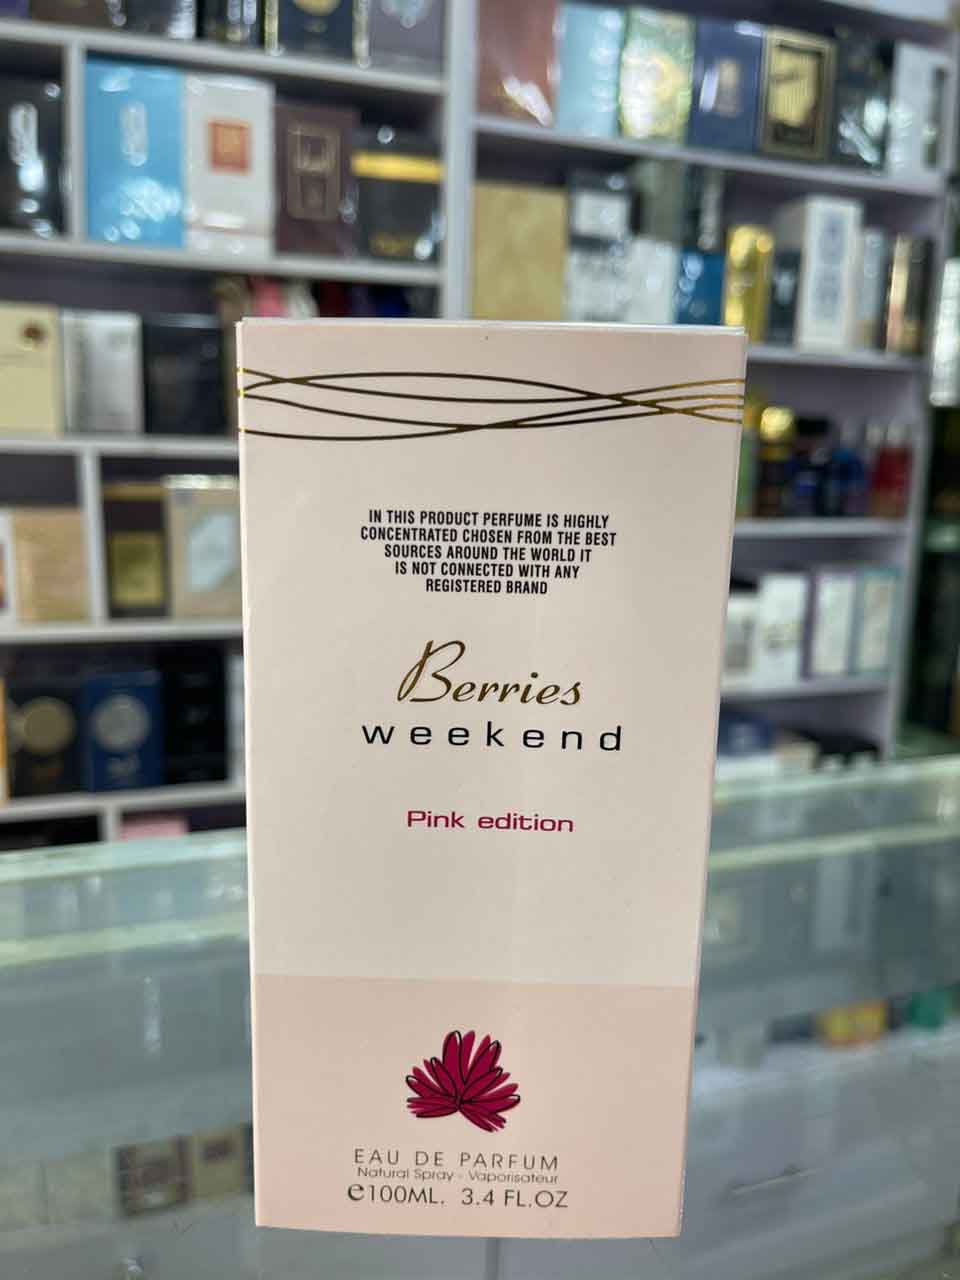 IN THIS PRODUCT PERFUME IS HIGHLY
CONCENTRATED CHOSEN FROM THE BEST
SOURCES AROUND THE WORLD IT
IS NOT CONNECTED WITH ANY
REGISTERED BRAND
Berries
weekend
Pink edition
EAU DE PARFUM
Natural Spray - Vaporisateur
e100ML. 3.4 FL.OZ